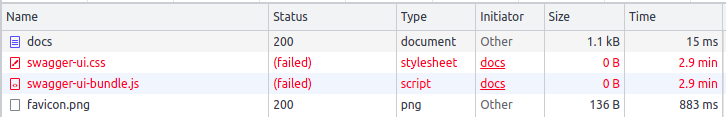 Name Status Type Initiator Size Time
docs 200 document Other 1.1 kB 15 ms
swagger-ui.css (failed) stylesheet docs 0 B 2.9 min
swagger-ui-bundle.js (failed) script docs 0 B 2.9 min
favicon.png 200 png Other 136 B 883 ms